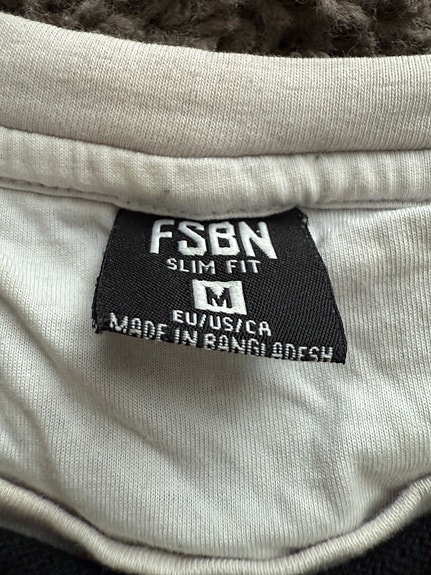 FSBN
SLIM FIT
M
EU/US/CA
MADE IN BANGLADESH